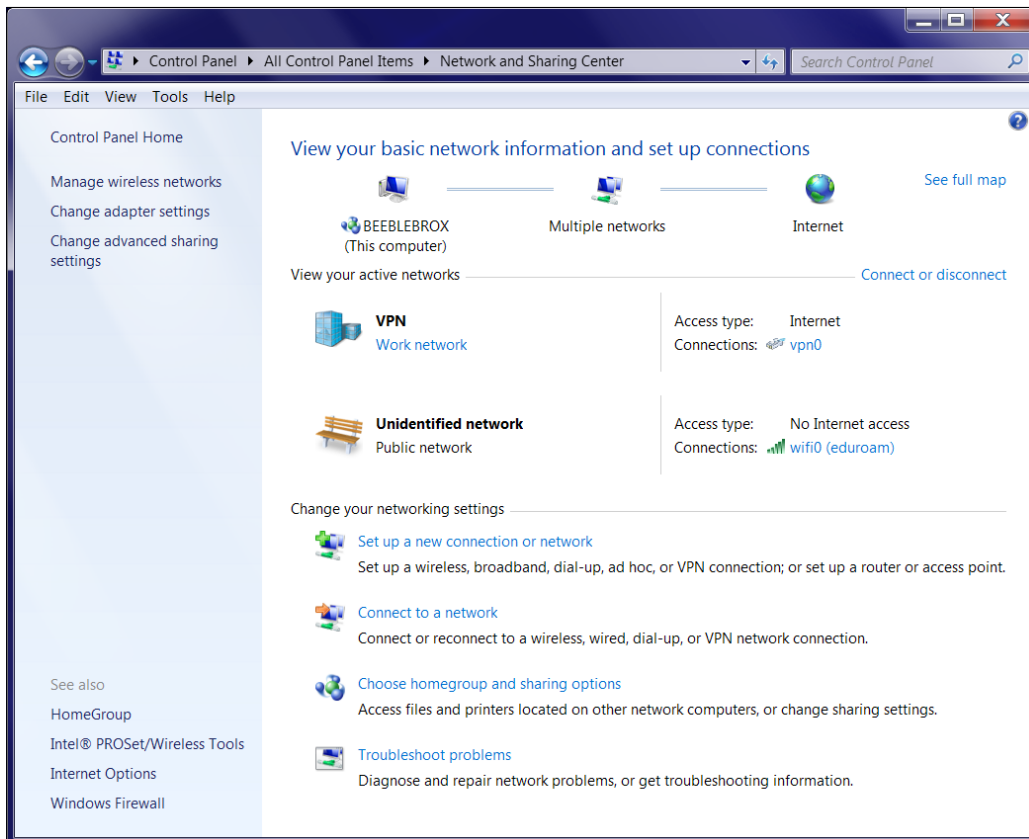 Control Panel ▸ All Control Panel Items ▸ Network and Sharing Center
Search Control Panel
File Edit View Tools Help
Control Panel Home
Manage wireless networks
Change adapter settings
Change advanced sharing
settings
View your basic network information and set up connections
See full map
BEEBLEBROX
(This computer)
Multiple networks
Internet
View your active networks
Connect or disconnect
VPN
Work network
Access type: Internet
Connections: vpn0
Unidentified network
Public network
Access type: No Internet access
Connections: wifi0 (eduroam)
Change your networking settings
Set up a new connection or network
Set up a wireless, broadband, dial-up, ad hoc, or VPN connection; or set up a router or access point.
Connect to a network
Connect or reconnect to a wireless, wired, dial-up, or VPN network connection.
Choose homegroup and sharing options
Access files and printers located on other network computers, or change sharing settings.
Troubleshoot problems
Diagnose and repair network problems, or get troubleshooting information.
See also
HomeGroup
Intel® PROSet/Wireless Tools
Internet Options
Windows Firewall